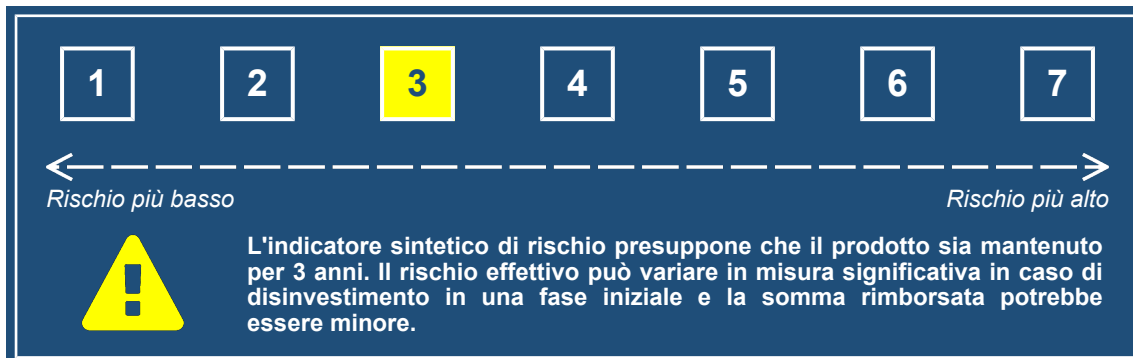 1 2 3 4 5 6 7
Rischio più basso Rischio più alto
L'indicatore sintetico di rischio presuppone che il prodotto sia mantenuto
per 3 anni. Il rischio effettivo può variare in misura significativa in caso di
disinvestimento in una fase iniziale e la somma rimborsata potrebbe
essere minore.